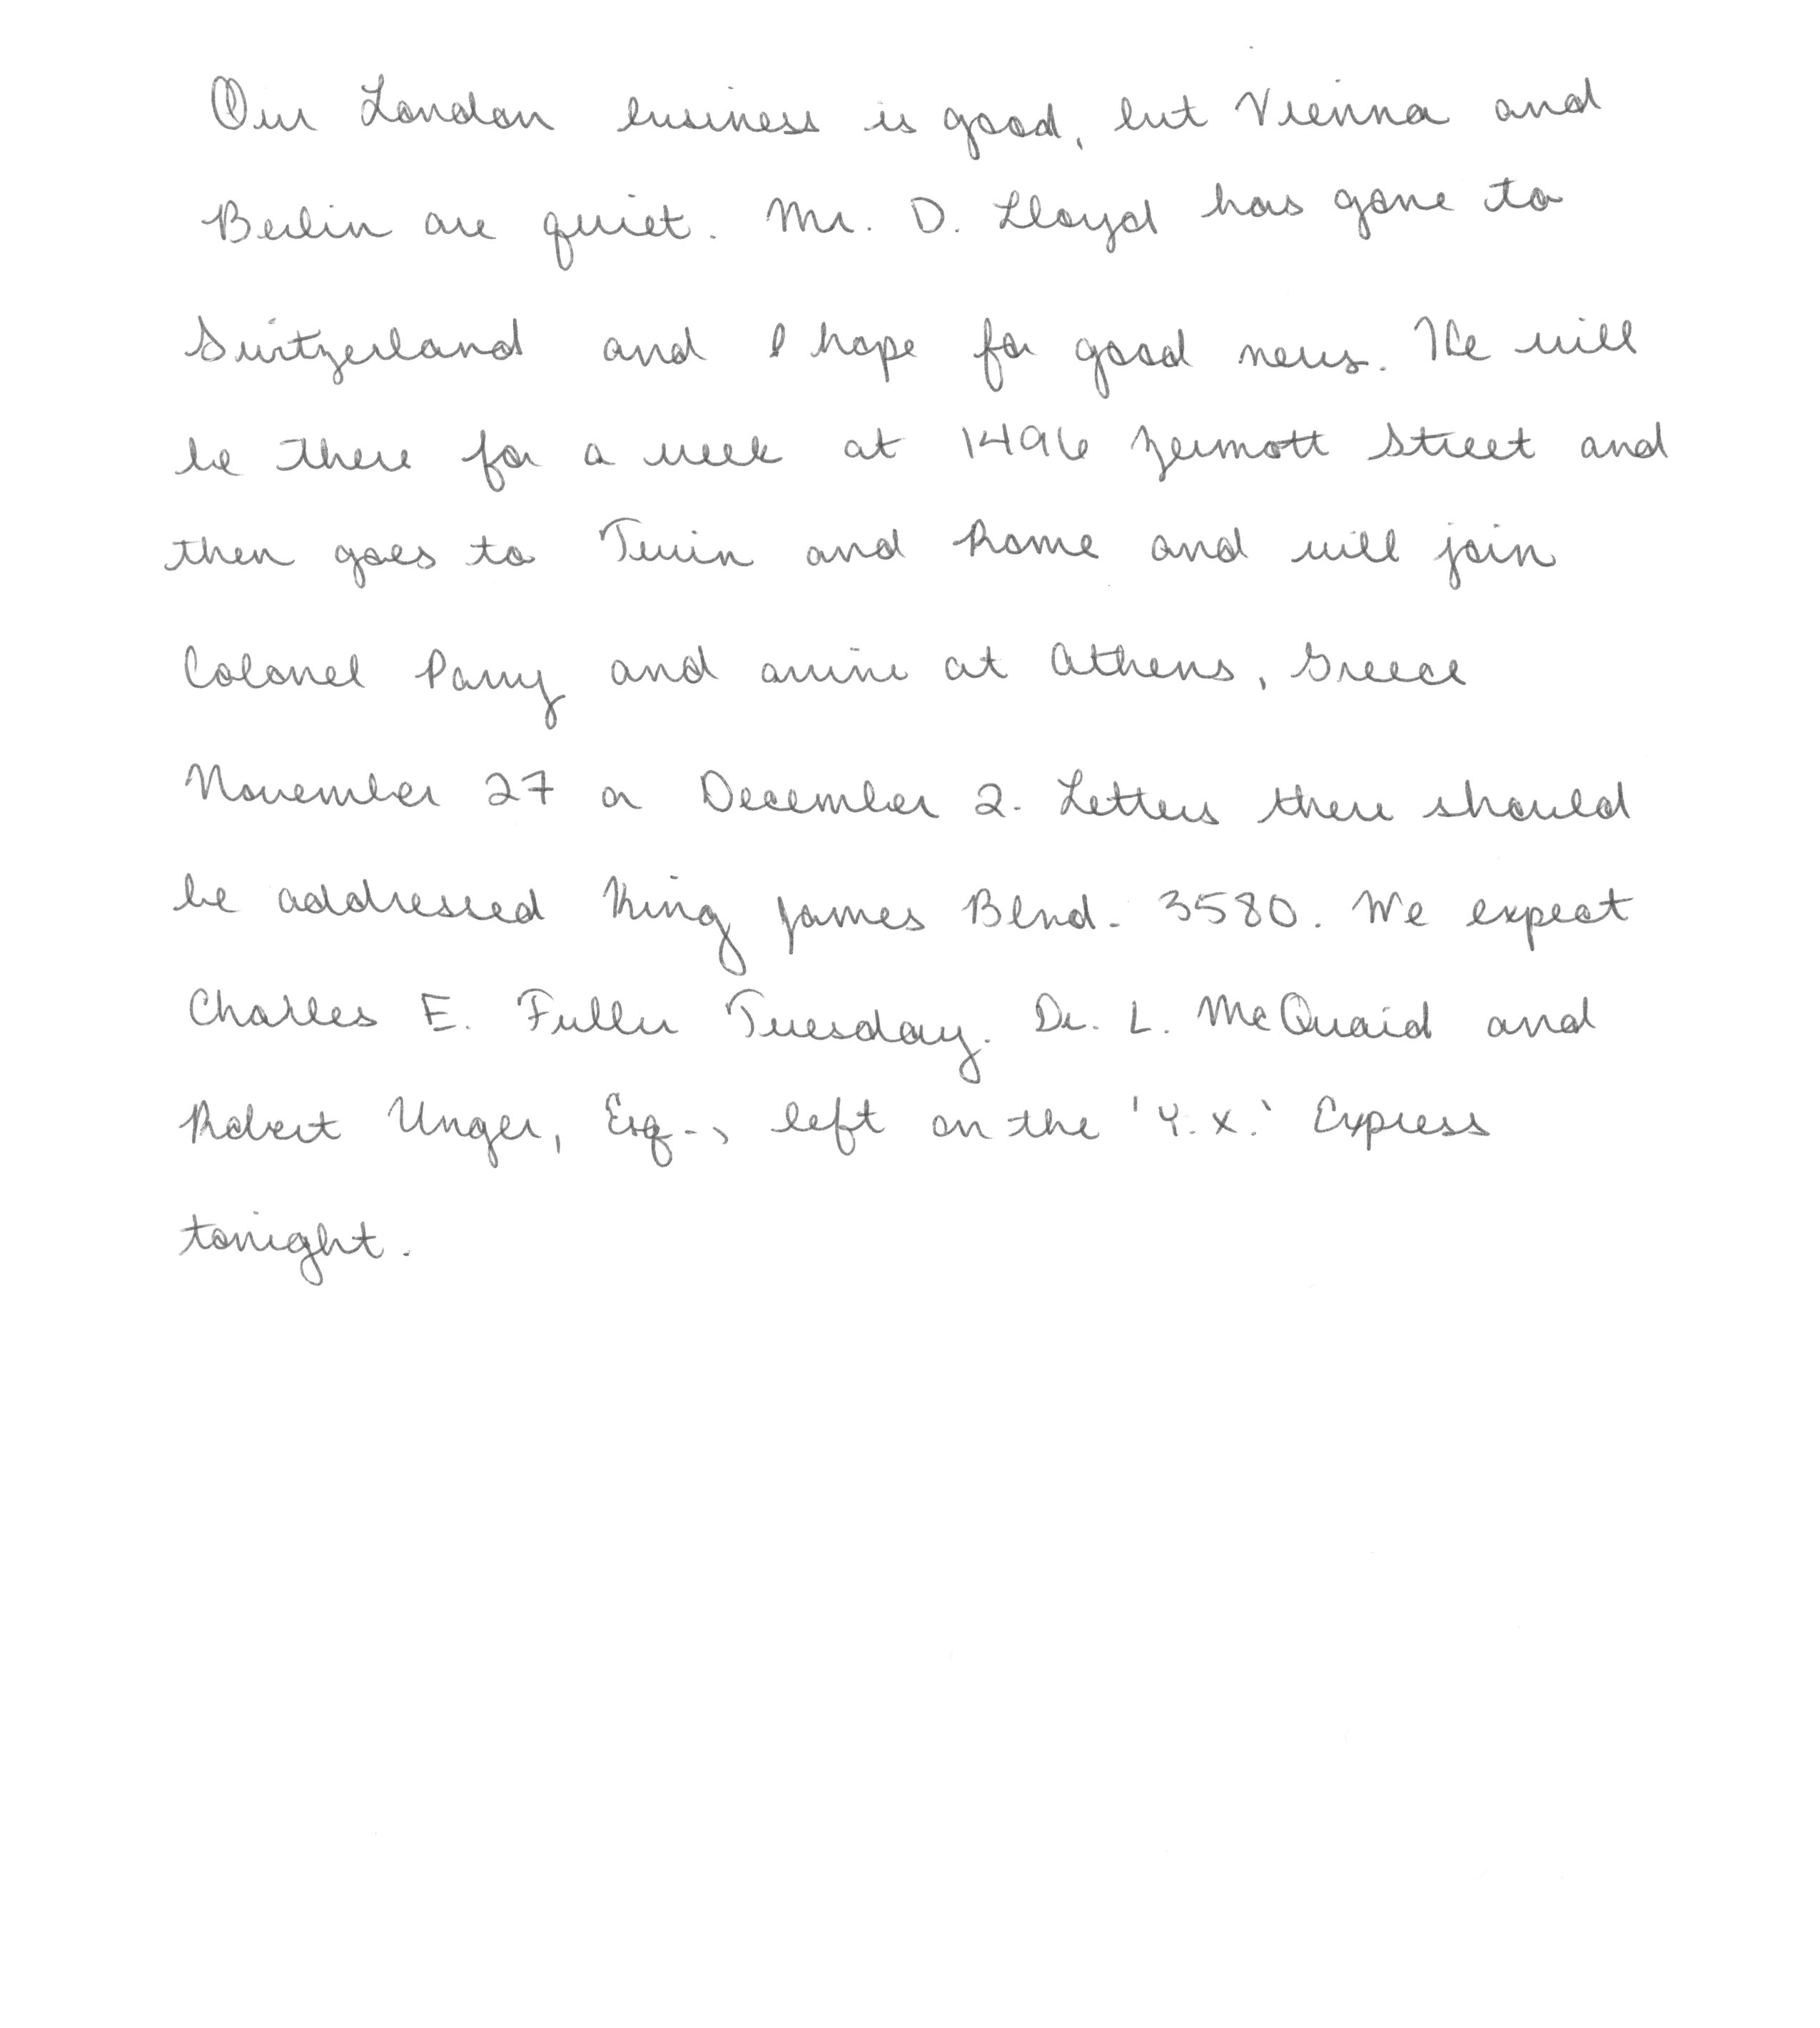 Our London business is good, but Vienna and
Berlin are quiet. Mr. D. Lloyd has gone to
Switzerland and I hope for good news. He will
be there for a week at 1496 Zermott Street and
then goes to Turin and Rome and will join
Colonel Parry and arrive at Athens, Greece
November 27 or December 2. Letters there should
be addressed King James Blvd. 3580. We expect
Charles E. Fuller Tuesday. Dr. L. McQuaid and
Robert Unger, Esq., left on the 'Y.X.' Express
tonight.